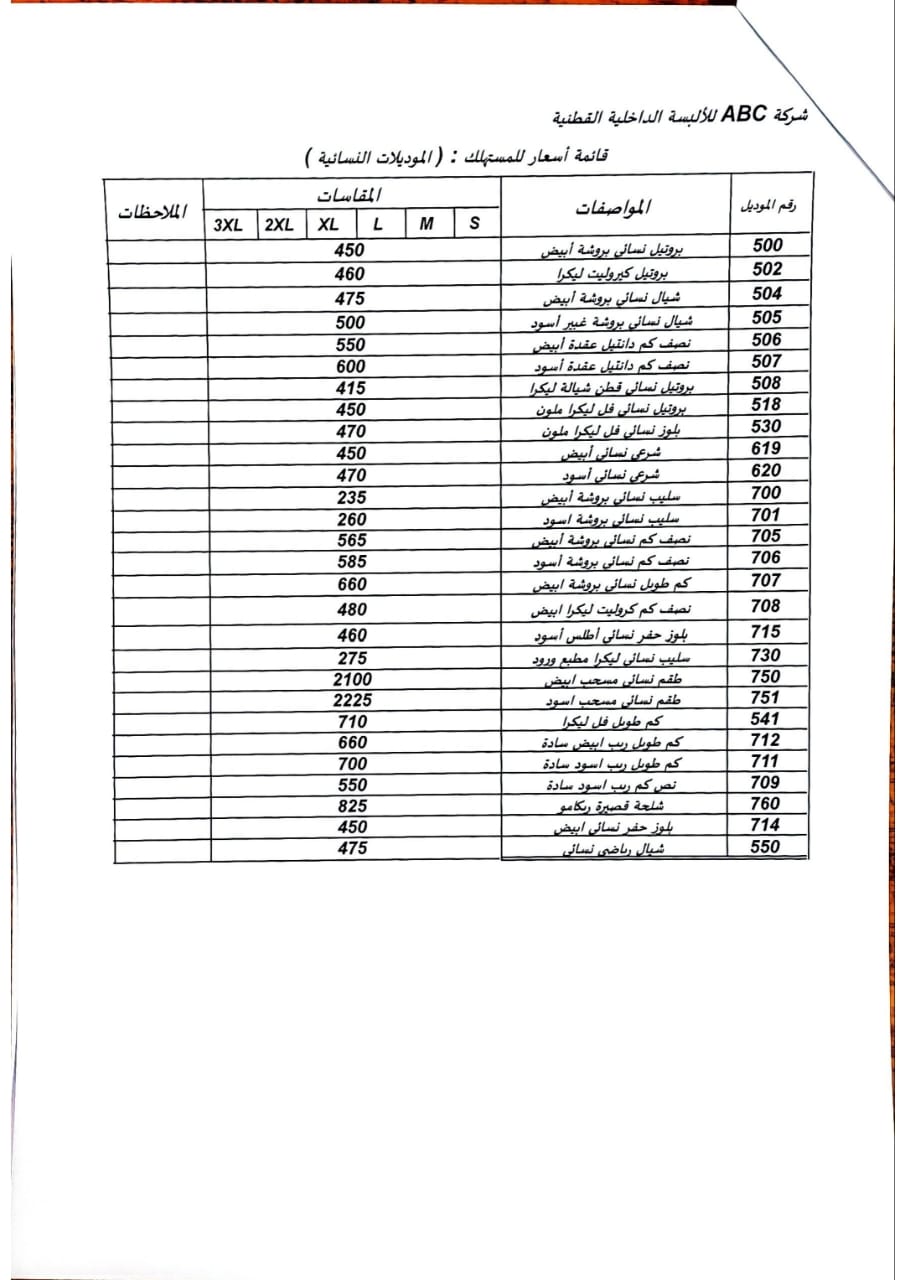 شركة ABC للألبسة الداخلية القطنية
قائمة أسعار للمستهلك : ( الموديلات النسائية )
رقم الموديل المواصفات المقاسات الملاحظات
S M L XL 2XL 3XL
500 بروتيل نسائي بروشة أبيض 450
502 بروتيل كيروليت ليكرا 460
504 شيال نسائي بروشة أبيض 475
505 شيال نسائي بروشة غبير أسود 500
506 نصف كم دانتيل عقدة أبيض 550
507 نصف كم دانتيل عقدة أسود 600
508 بروتيل نسائي قطن شيالة ليكرا 415
518 بروتيل نسائي فل ليكرا ملون 450
530 بلوز نسائي فل ليكرا ملون 470
619 شرعي نسائي أبيض 450
620 شرعي نسائي أسود 470
700 سليب نسائي بروشة أبيض 235
701 سليب نسائي بروشة اسود 260
705 نصف كم نسائي بروشة أبيض 565
706 نصف كم نسائي بروشة أسود 585
707 كم طويل نسائي بروشة ابيض 660
708 نصف كم كروليت ليكرا ابيض 480
715 بلوز حفر نسائي أطلس أسود 460
730 سليب نسائي ليكرا مطبع ورود 275
750 طقم نسائي مسحب ابيض 2100
751 طقم نسائي مسحب اسود 2225
541 كم طويل فل ليكرا 710
712 كم طويل ريب ابيض سادة 660
711 كم طويل ريب اسود سادة 700
709 نص كم ريب اسود سادة 550
760 شلحة قصيرة ريكامو 825
714 بلوز حفر نسائي ابيض 450
550 شيال رياضي نسائي 475